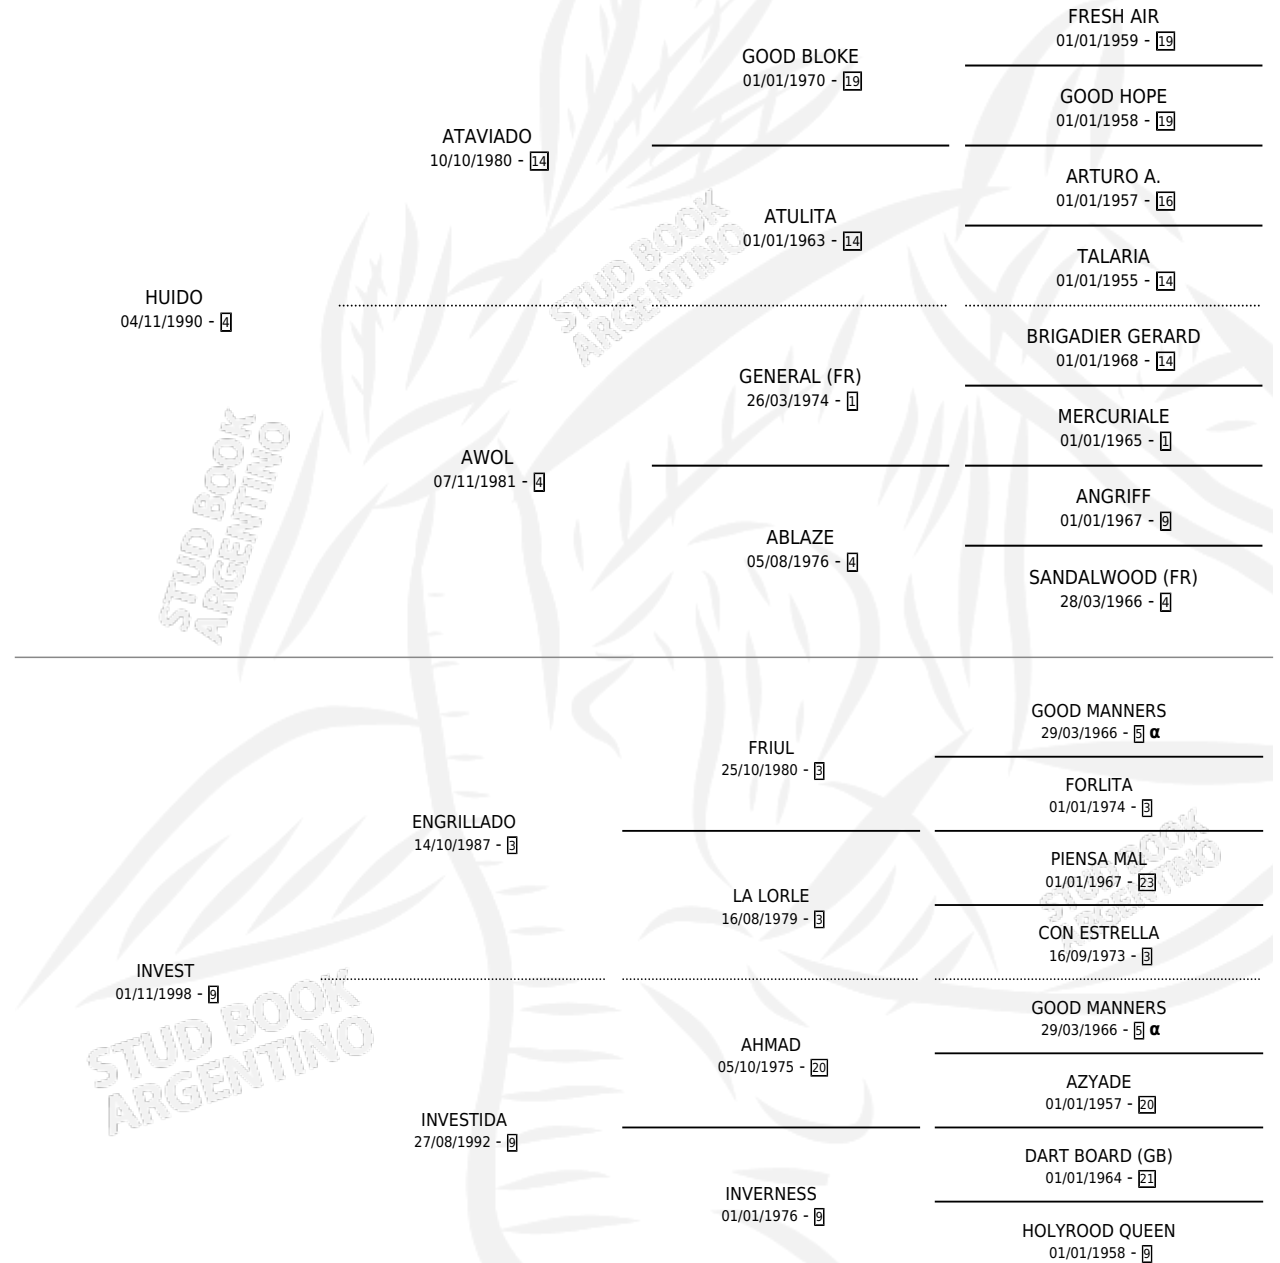 FRESH AIR
01/01/1959 - 19
GOOD BLOKE
01/01/1970 - 19
GOOD HOPE
01/01/1958 - 19
ATAVIADO
10/10/1980 - 14
ARTURO A.
01/01/1957 - 16
ATULITA
01/01/1963 - 14
TALARIA
01/01/1955 - 14
HUIDO
04/11/1990 - 4
BRIGADIER GERARD
01/01/1968 - 14
GENERAL (FR)
26/03/1974 - 1
MERCURIALE
01/01/1965 - 1
AWOL
07/11/1981 - 4
ANGRIFF
01/01/1967 - 9
ABLAZE
05/08/1976 - 4
SANDALWOOD (FR)
28/03/1966 - 4
STUD BOOK
ARGENTINO
STUD BOOK
ARGENTINO
GOOD MANNERS
29/03/1966 - 5 α
FRIUL
25/10/1980 - 3
FORLITA
01/01/1974 - 3
ENGRILLADO
14/10/1987 - 3
PIENSA MAL
01/01/1967 - 23
LA LORLE
16/08/1979 - 3
CON ESTRELLA
16/09/1973 - 3
INVEST
01/11/1998 - 9
GOOD MANNERS
29/03/1966 - 5 α
AHMAD
05/10/1975 - 20
AZYADE
01/01/1957 - 20
INVESTIDA
27/08/1992 - 9
DART BOARD (GB)
01/01/1964 - 21
INVERNESS
01/01/1976 - 9
HOLYROOD QUEEN
01/01/1958 - 9
STUD BOOK
ARGENTINO
STUD BOOK
ARGENTINO